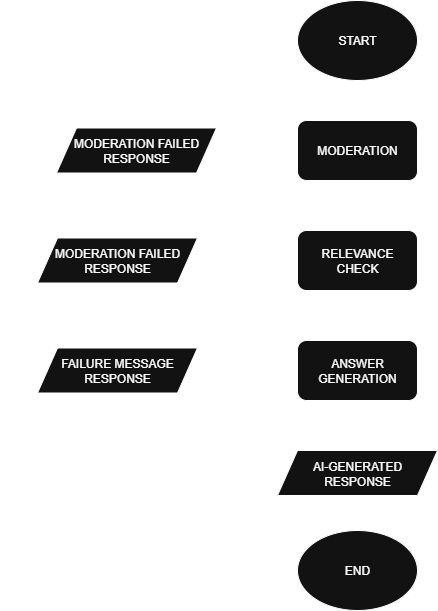 START
MODERATION FAILED
RESPONSE
MODERATION
MODERATION FAILED
RESPONSE
RELEVANCE
CHECK
FAILURE MESSAGE
RESPONSE
ANSWER
GENERATION
AI-GENERATED
RESPONSE
END